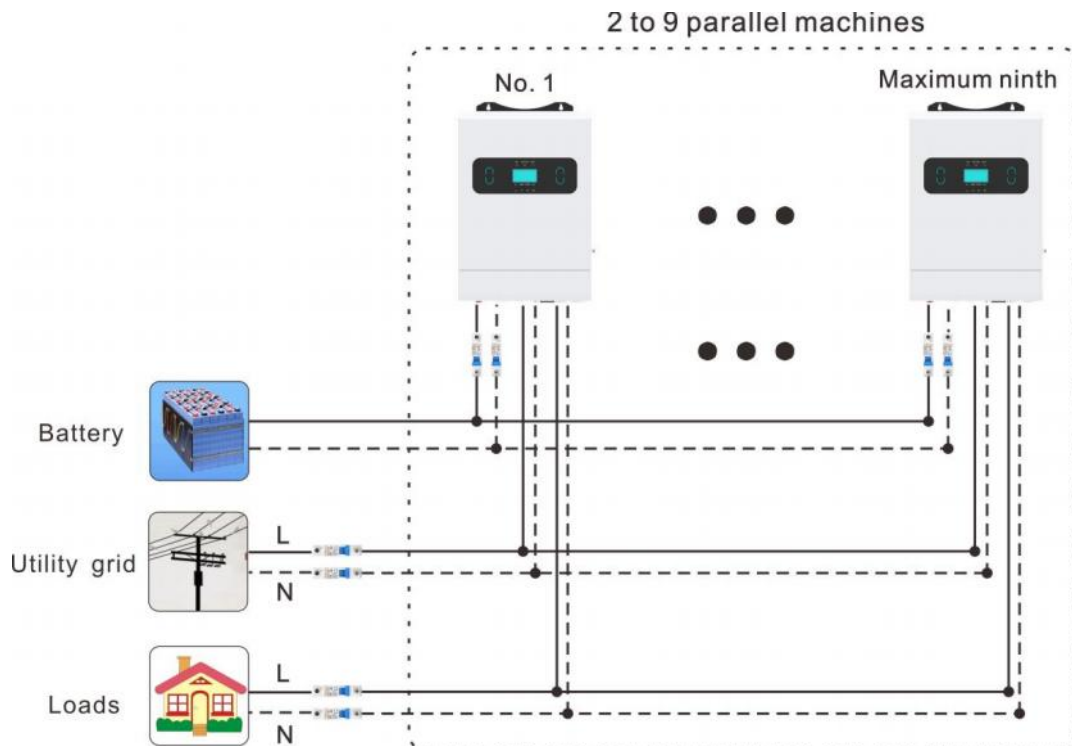 2 to 9 parallel machines
No. 1
Maximum ninth
Battery
L
Utility grid
N
L
Loads
N